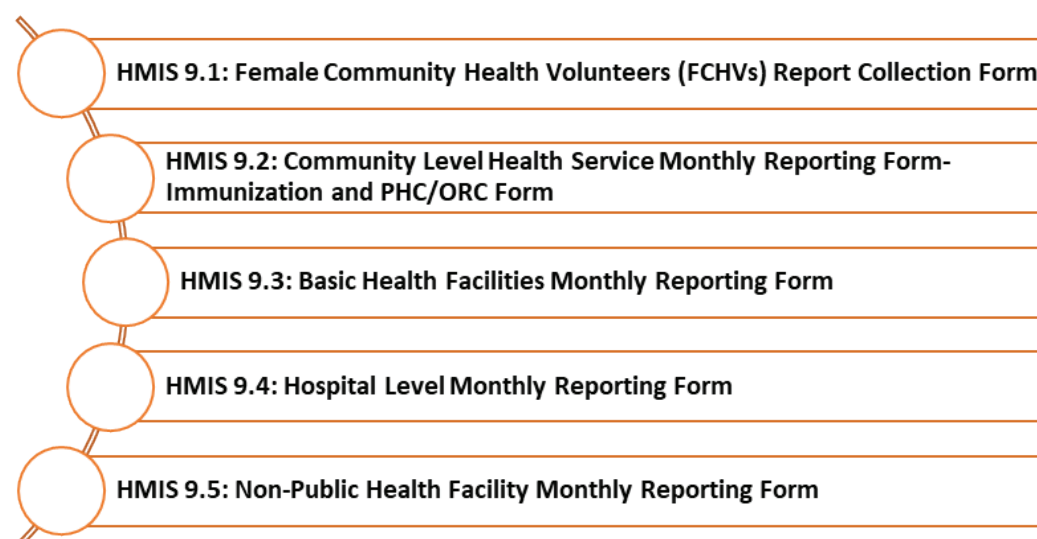 HMIS 9.1: Female Community Health Volunteers (FCHVs) Report Collection Form
HMIS 9.2: Community Level Health Service Monthly Reporting Form-
Immunization and PHC/ORC Form
HMIS 9.3: Basic Health Facilities Monthly Reporting Form
HMIS 9.4: Hospital Level Monthly Reporting Form
HMIS 9.5: Non-Public Health Facility Monthly Reporting Form